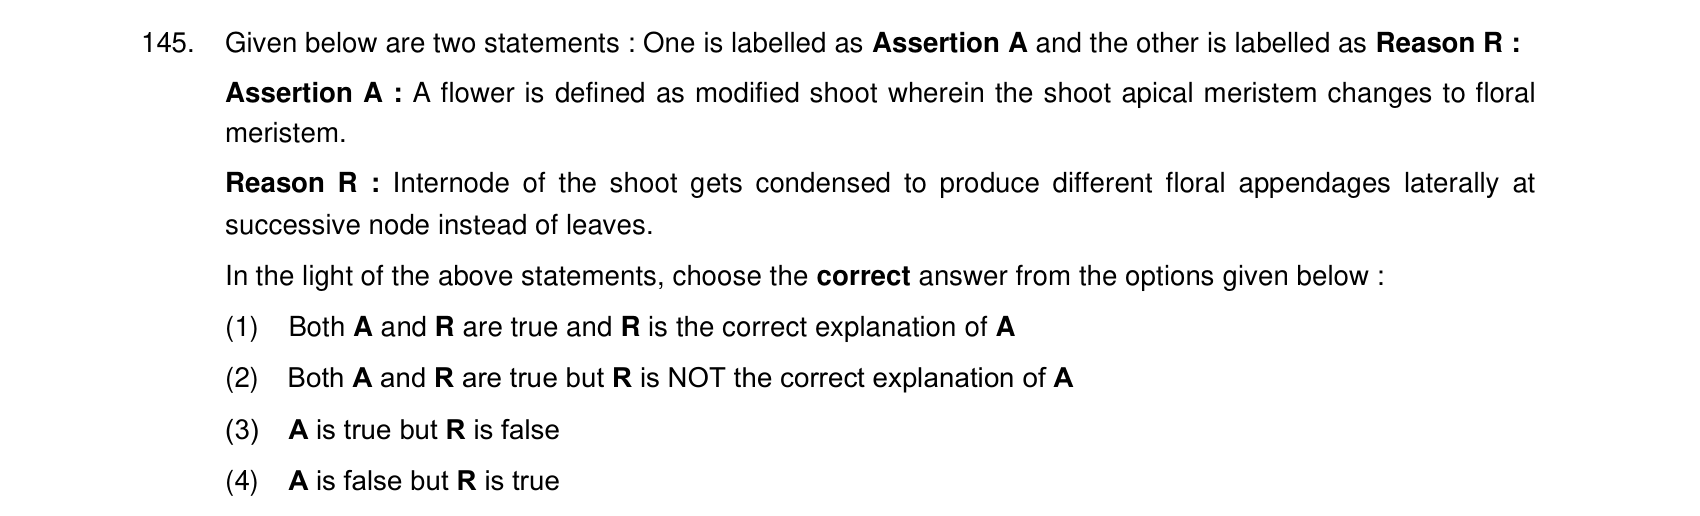 145. Given below are two statements : One is labelled as Assertion A and the other is labelled as Reason R :
Assertion A : A flower is defined as modified shoot wherein the shoot apical meristem changes to floral
meristem.
Reason R : Internode of the shoot gets condensed to produce different floral appendages laterally at
successive node instead of leaves.
In the light of the above statements, choose the correct answer from the options given below :
(1) Both A and R are true and R is the correct explanation of A
(2) Both A and R are true but R is NOT the correct explanation of A
(3) A is true but R is false
(4) A is false but R is true